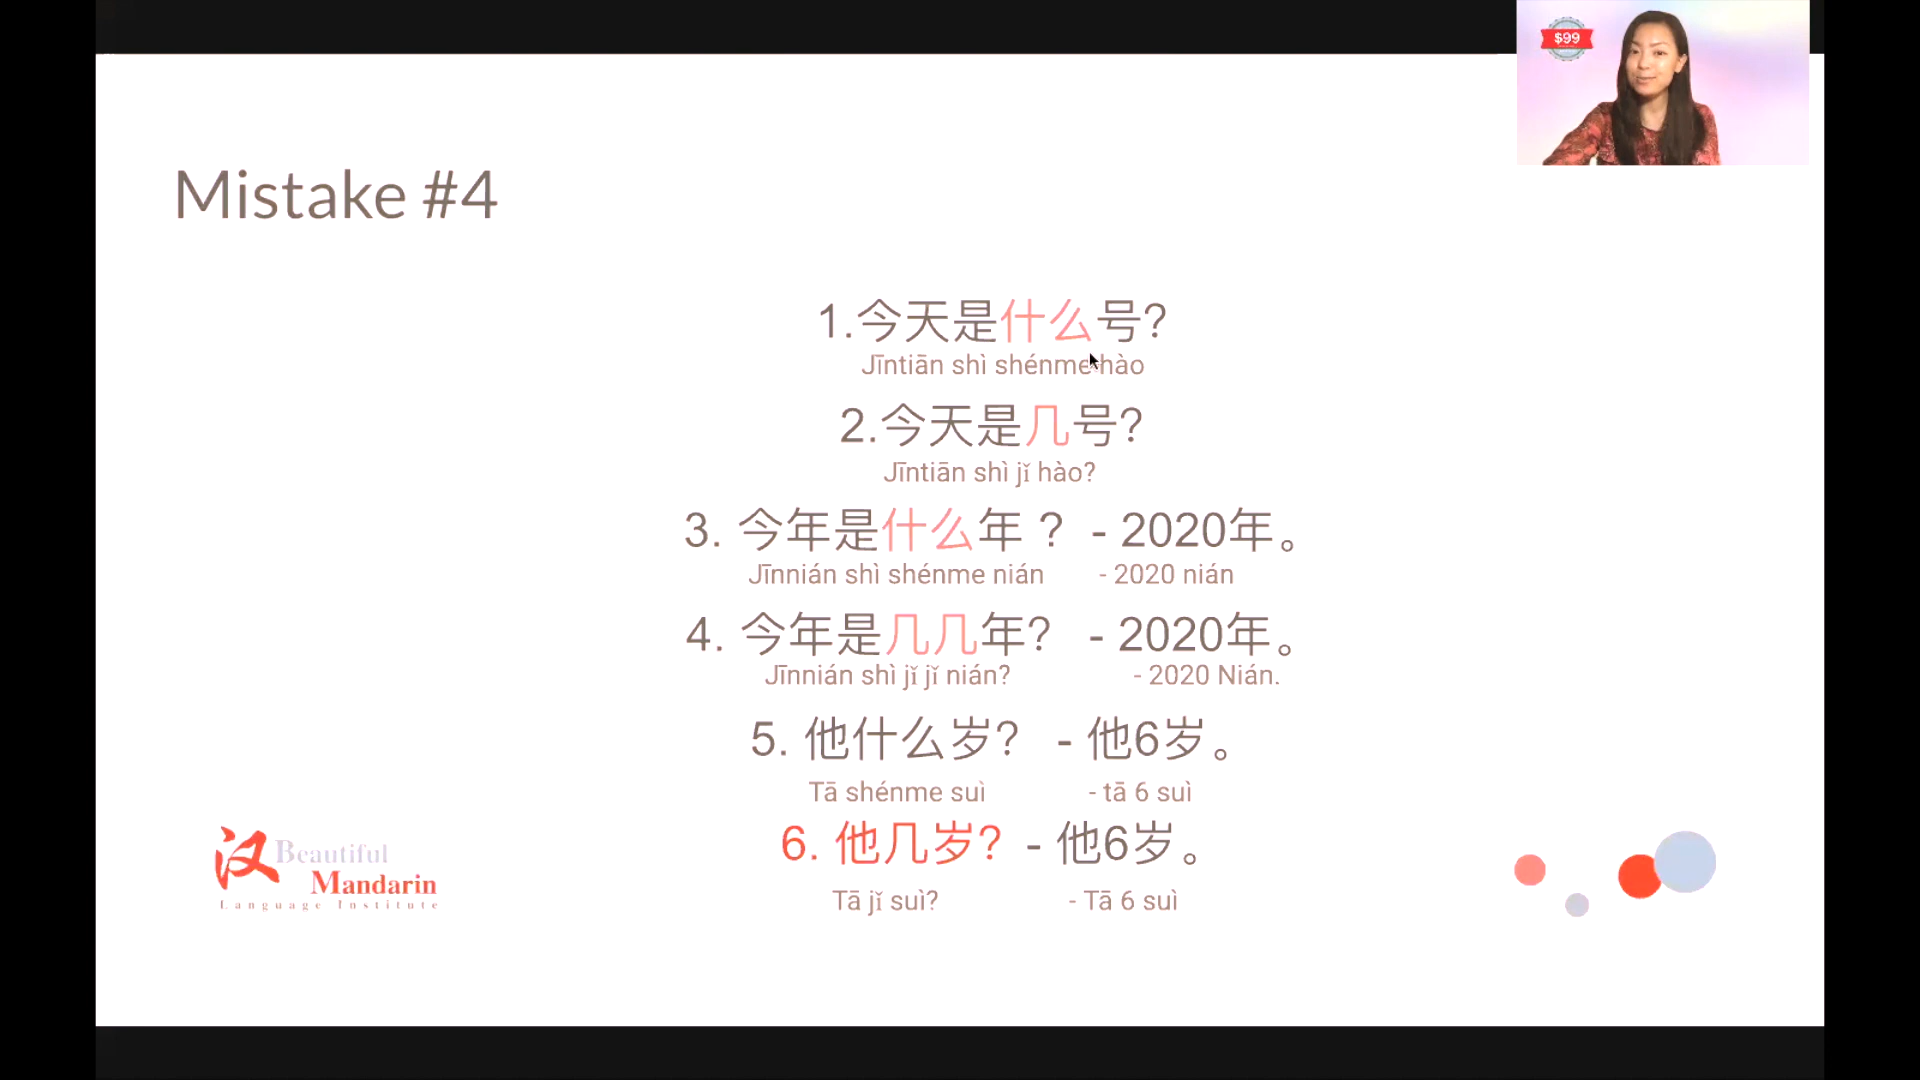 $99
Mistake #4
1.今天是什么号?
Jīntiān shì shénme hào
2.今天是几号?
Jīntiān shì jǐ hào?
3. 今年是什么年？ - 2020年。
Jīnnián shì shénme nián - 2020 nián
4. 今年是几几年? - 2020年。
Jīnnián shì jǐ jǐ nián? - 2020 Nián.
5. 他什么岁? - 他6岁。
Tā shénme suì - tā 6 suì
6. 他几岁? - 他6岁。
Tā jǐ suì? - Tā 6 suì
汉 Beautiful
Mandarin
Language Institute